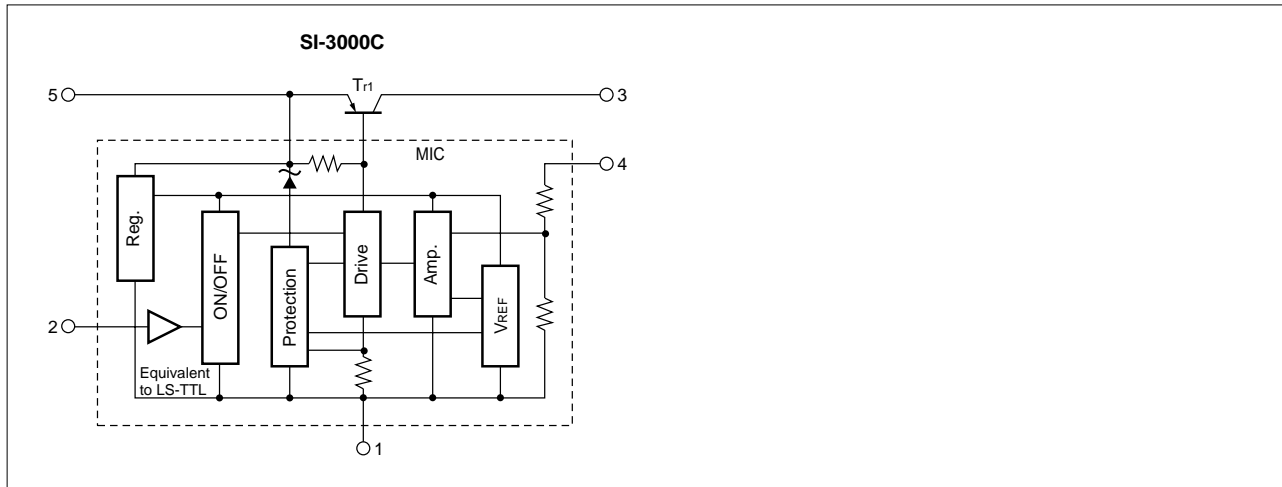 SI-3000C
Tr1
5
3
MIC
4
Reg.
ON/OFF
Protection
Drive
Amp.
VREF
2
Equivalent
to LS-TTL
1